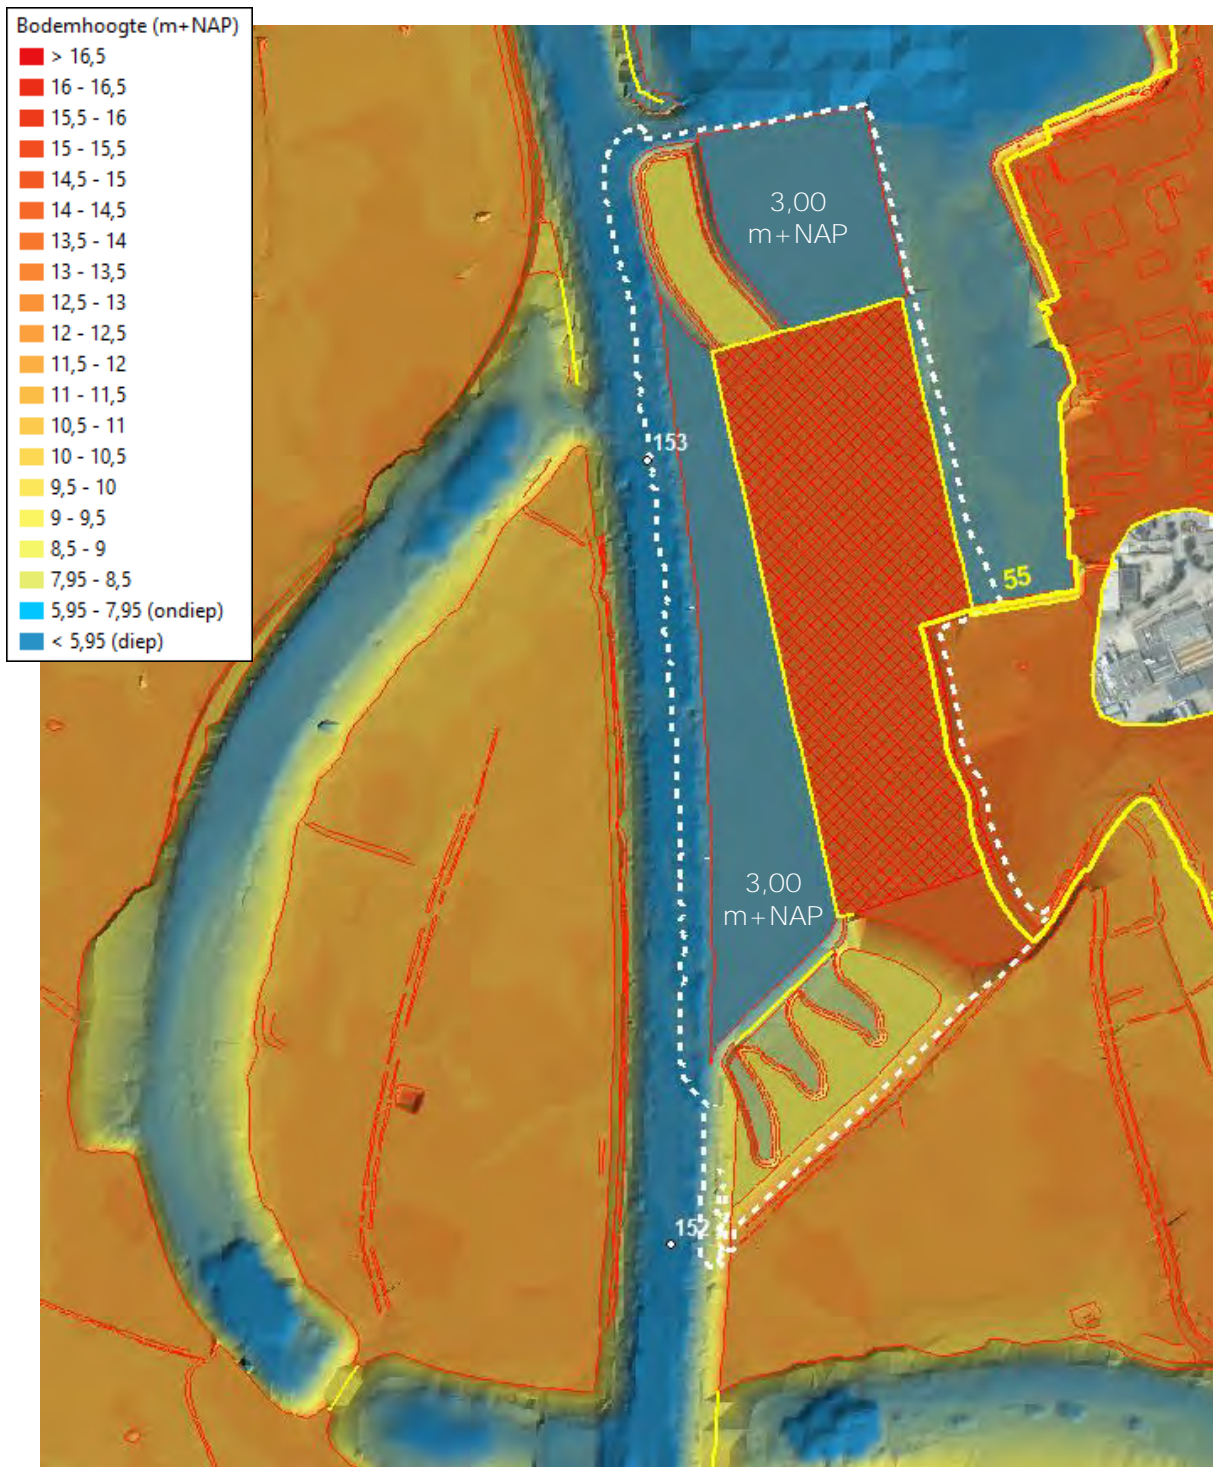 Bodemhoogte (m+NAP)
> 16,5
16 - 16,5
15,5 - 16
15 - 15,5
14,5 - 15
14 - 14,5
13,5 - 14
13 - 13,5
12,5 - 13
12 - 12,5
11,5 - 12
11 - 11,5
10,5 - 11
10 - 10,5
9,5 - 10
9 - 9,5
8,5 - 9
7,95 - 8,5
5,95 - 7,95 (ondiep)
< 5,95 (diep)
3,00
m+NAP
153
55
3,00
m+NAP
152